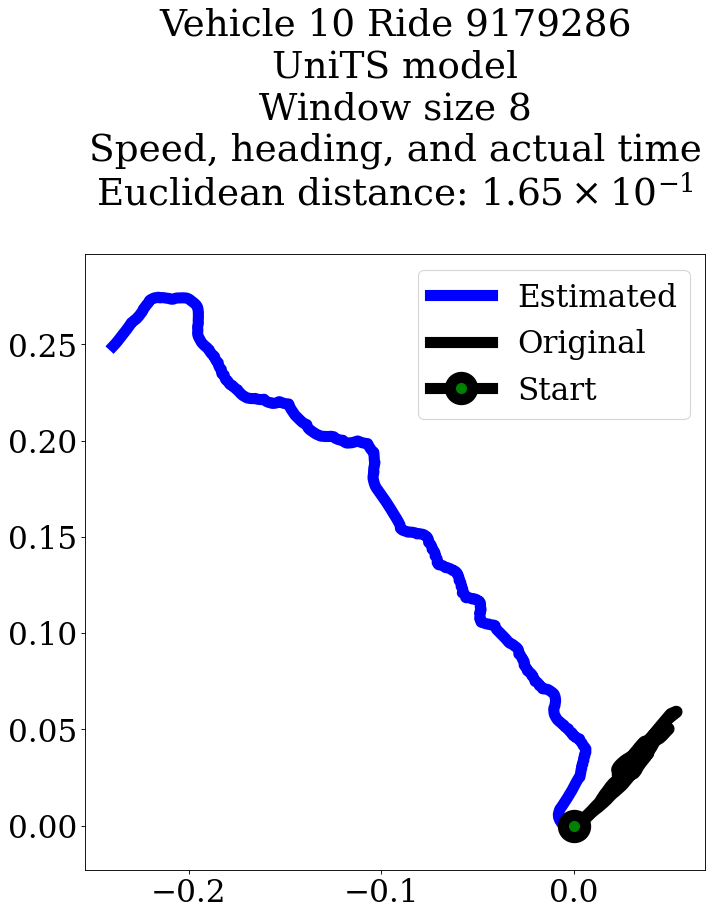 Vehicle 10 Ride 9179286
UniTS model
Window size 8
Speed, heading, and actual time
Euclidean distance: 1.65 × 10⁻¹
Estimated
Original
Start
0.25
0.20
0.15
0.10
0.05
0.00
−0.2
−0.1
0.0